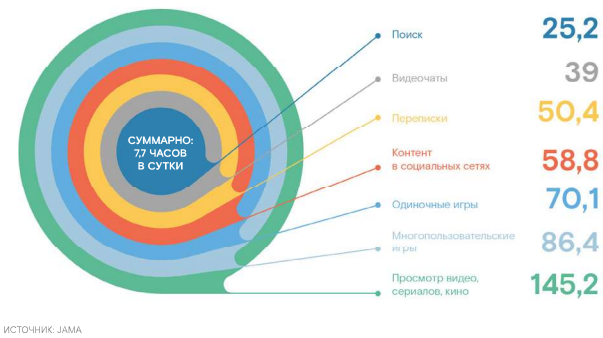 СУММАРНО:
7,7 ЧАСОВ
В СУТКИ
Поиск 25,2
Видеочаты 39
Переписки 50,4
Контент
в социальных сетях 58,8
Одиночные игры 70,1
Многопользовательские
игры 86,4
Просмотр видео,
сериалов, кино 145,2
ИСТОЧНИК: JAMA